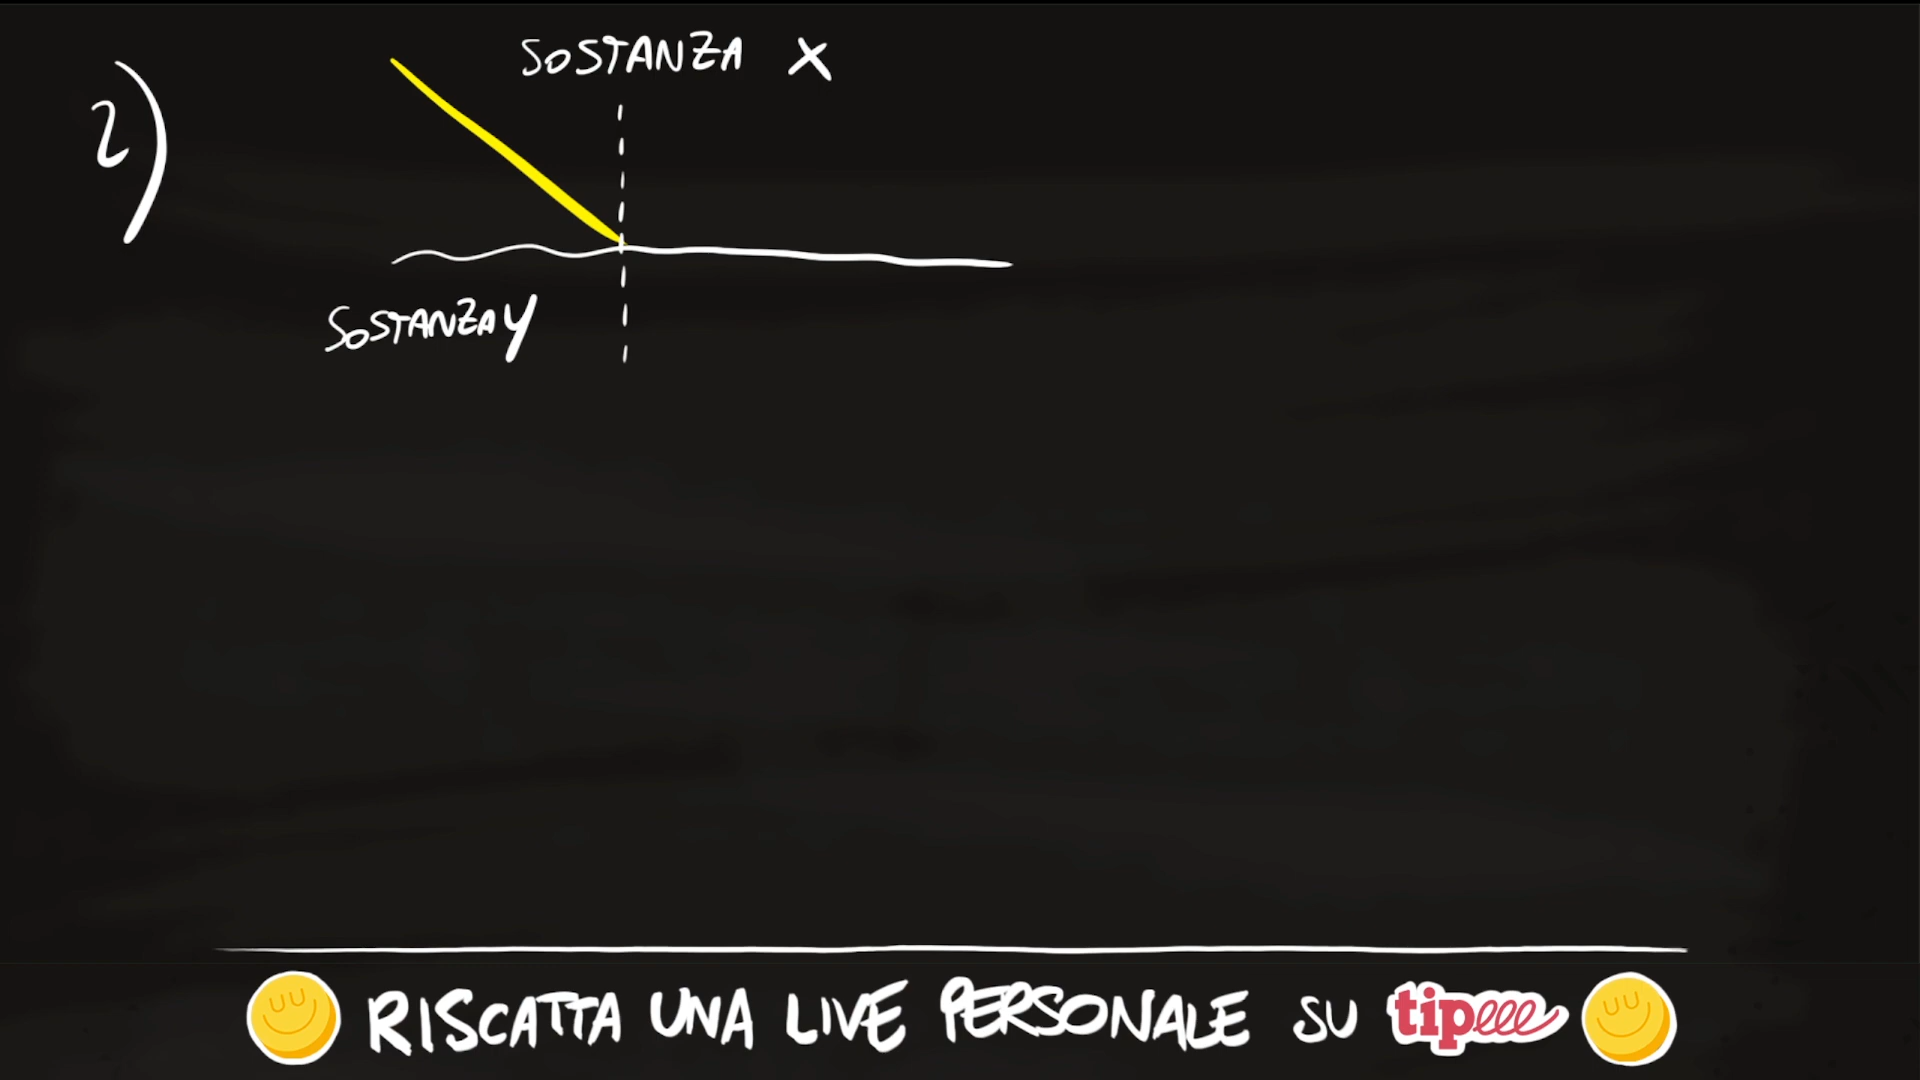 2)
SOSTANZA X
SOSTANZA Y
RISCATTA UNA LIVE PERSONALE SU tipeee